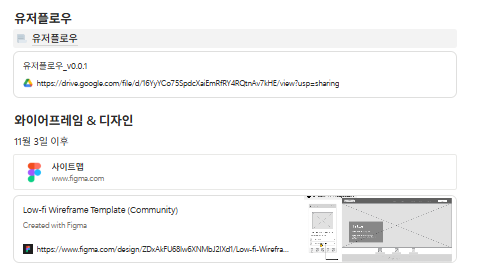 유저플로우
유저플로우
유저플로우_v0.0.1
https://drive.google.com/file/d/16YyYCo75SpdcXaiEmRfRY4RQtnAv7kHE/view?usp=sharing
와이어프레임 & 디자인
11월 3일 이후
사이트맵
www.figma.com
Low-fi Wireframe Template (Community)
Created with Figma
https://www.figma.com/design/ZDxAkFU68Iw6XNMbJ2IXd1/Low-fi-Wirefra...